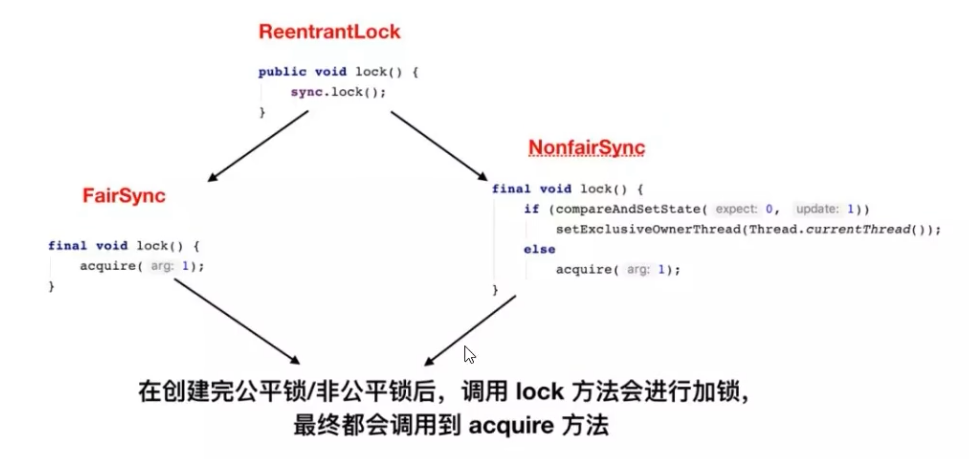 ReentrantLock
public void lock() {
sync.lock();
}
FairSync
final void lock() {
acquire( arg: 1);
}
NonfairSync
final void lock() {
if (compareAndSetState( expect: 0, update: 1))
setExclusiveOwnerThread(Thread.currentThread());
else
acquire( arg: 1);
}
在创建完公平锁/非公平锁后，调用 lock 方法会进行加锁，
最终都会调用到 acquire 方法